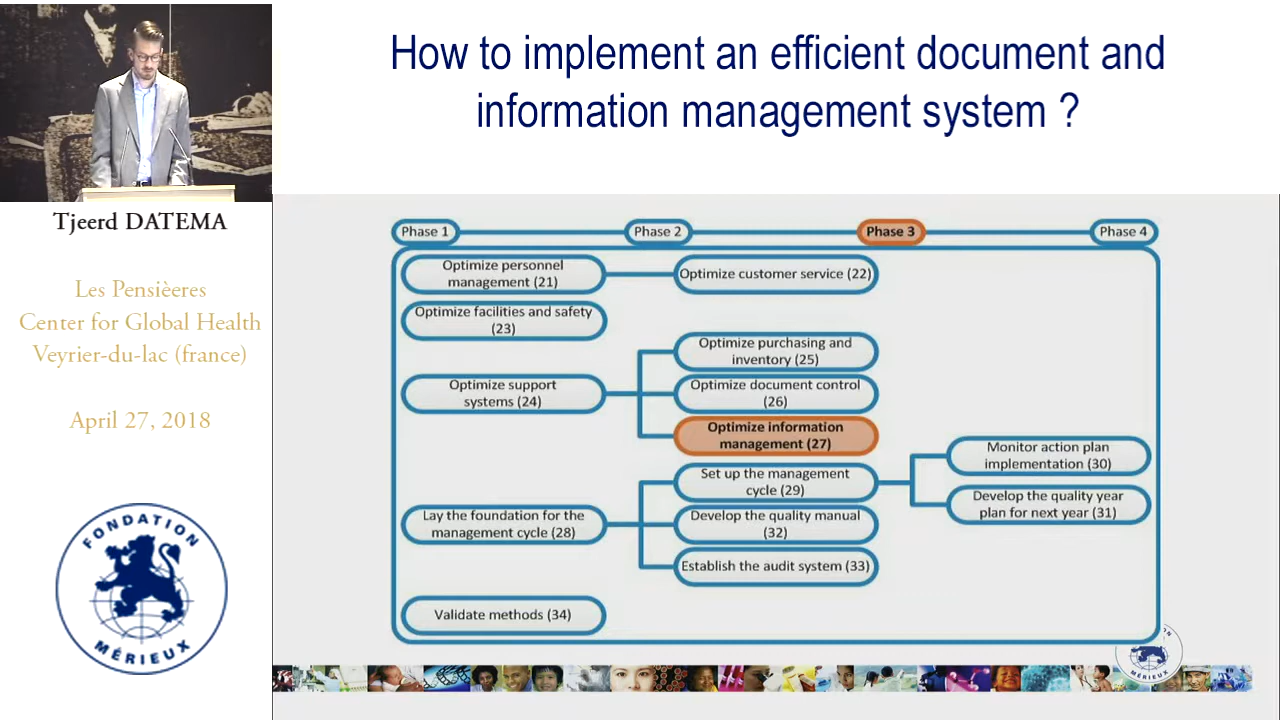 How to implement an efficient document and
information management system ?
Tjeerd DATEMA
Les Pensièeres
Center for Global Health
Veyrier-du-lac (france)
April 27, 2018
FONDATION
MÉRIEUX
Phase 1
Phase 2
Phase 3
Phase 4
Optimize personnel
management (21)
Optimize customer service (22)
Optimize facilities and safety
(23)
Optimize purchasing and
inventory (25)
Optimize support
systems (24)
Optimize document control
(26)
Optimize information
management (27)
Monitor action plan
implementation (30)
Set up the management
cycle (29)
Develop the quality year
plan for next year (31)
Lay the foundation for the
management cycle (28)
Develop the quality manual
(32)
Establish the audit system (33)
Validate methods (34)
MÉRIEUX